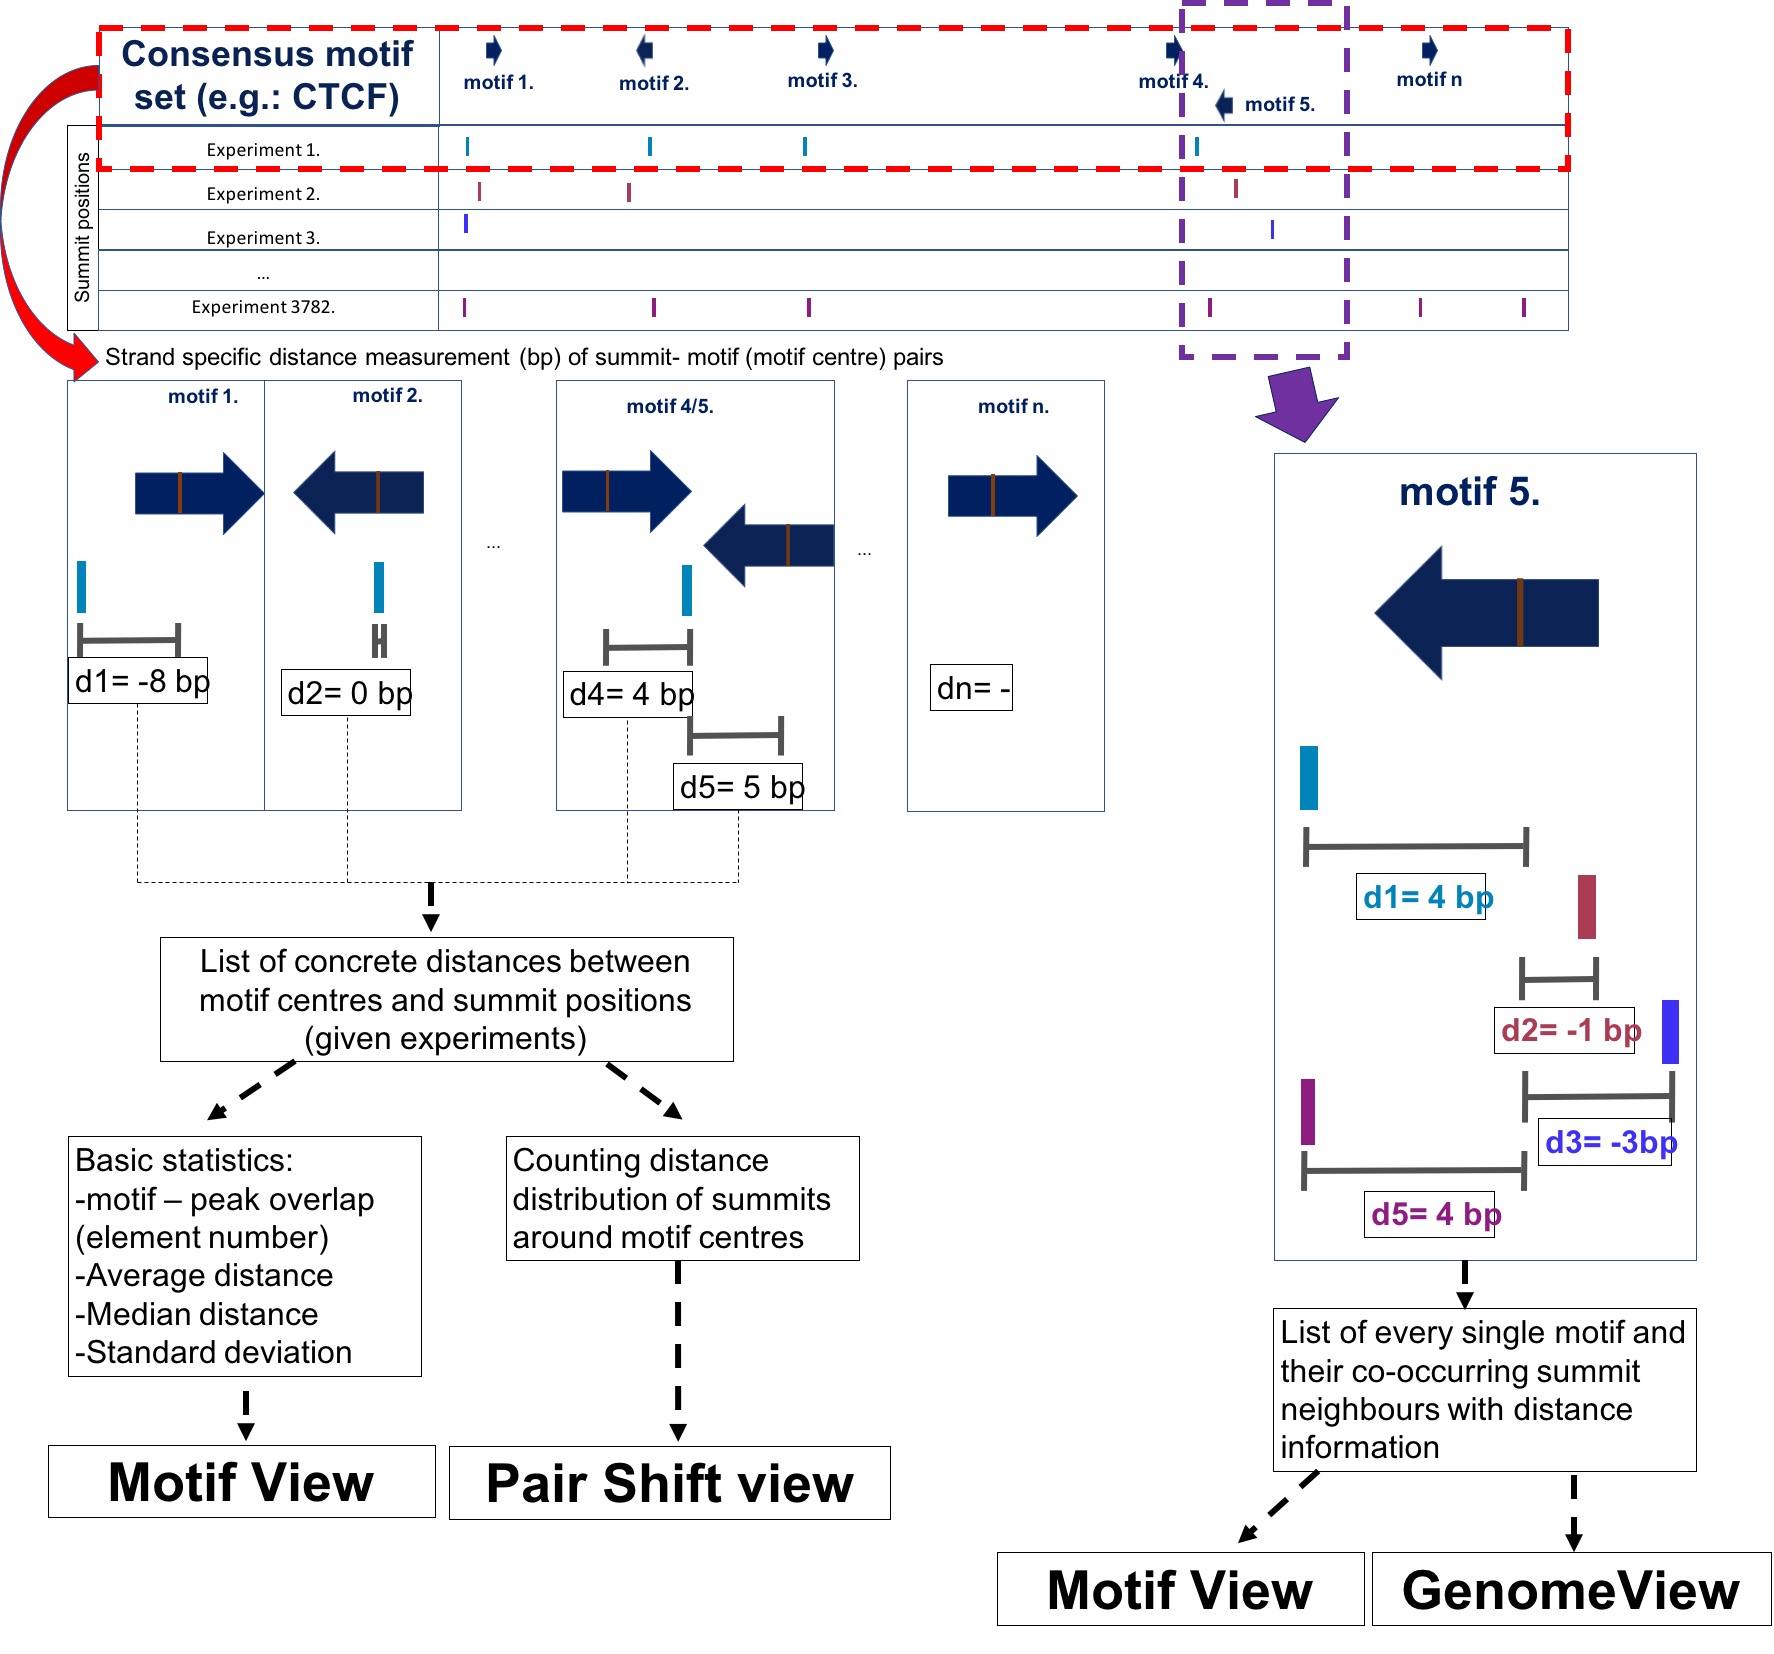 Consensus motif
set (e.g.: CTCF)
motif 1.
motif 2.
motif 3.
motif 4.
motif 5.
motif n
Summit positions
Experiment 1.
Experiment 2.
Experiment 3.
...
Experiment 3782.
Strand specific distance measurement (bp) of summit- motif (motif centre) pairs
motif 1.
motif 2.
motif 4/5.
motif n.
...
...
d1= -8 bp
d2= 0 bp
d4= 4 bp
d5= 5 bp
dn= -
motif 5.
d1= 4 bp
d2= -1 bp
d3= -3bp
d5= 4 bp
List of concrete distances between
motif centres and summit positions
(given experiments)
Basic statistics:
-motif – peak overlap
(element number)
-Average distance
-Median distance
-Standard deviation
Counting distance
distribution of summits
around motif centres
List of every single motif and
their co-occurring summit
neighbours with distance
information
Motif View
Pair Shift view
Motif View
GenomeView